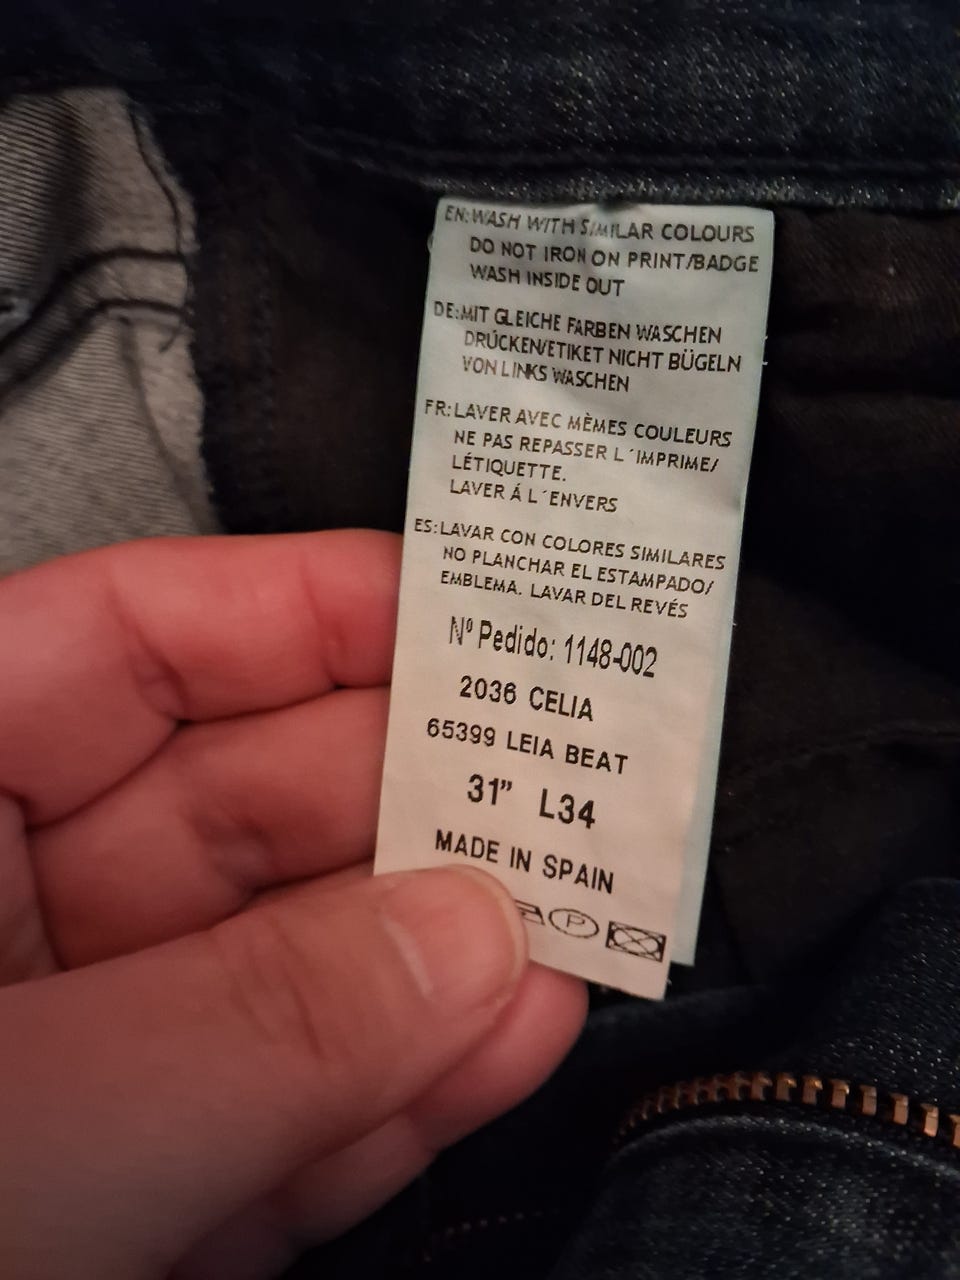 EN:WASH WITH SIMILAR COLOURS
DO NOT IRON ON PRINT/BADGE
WASH INSIDE OUT
DE:MIT GLEICHE FARBEN WASCHEN
DRÚCKEN/ETIKET NICHT BÜGELN
VON LINKS WASCHEN
FR:LAVER AVEC MÈMES COULEURS
NE PAS REPASSER L´IMPRIME/
LÉTIQUETTE.
LAVER Á L´ENVERS
ES:LAVAR CON COLORES SIMILARES
NO PLANCHAR EL ESTAMPADO/
EMBLEMA. LAVAR DEL REVÉS
Nº Pedido: 1148-002
2036 CELIA
65399 LEIA BEAT
31” L34
MADE IN SPAIN
P